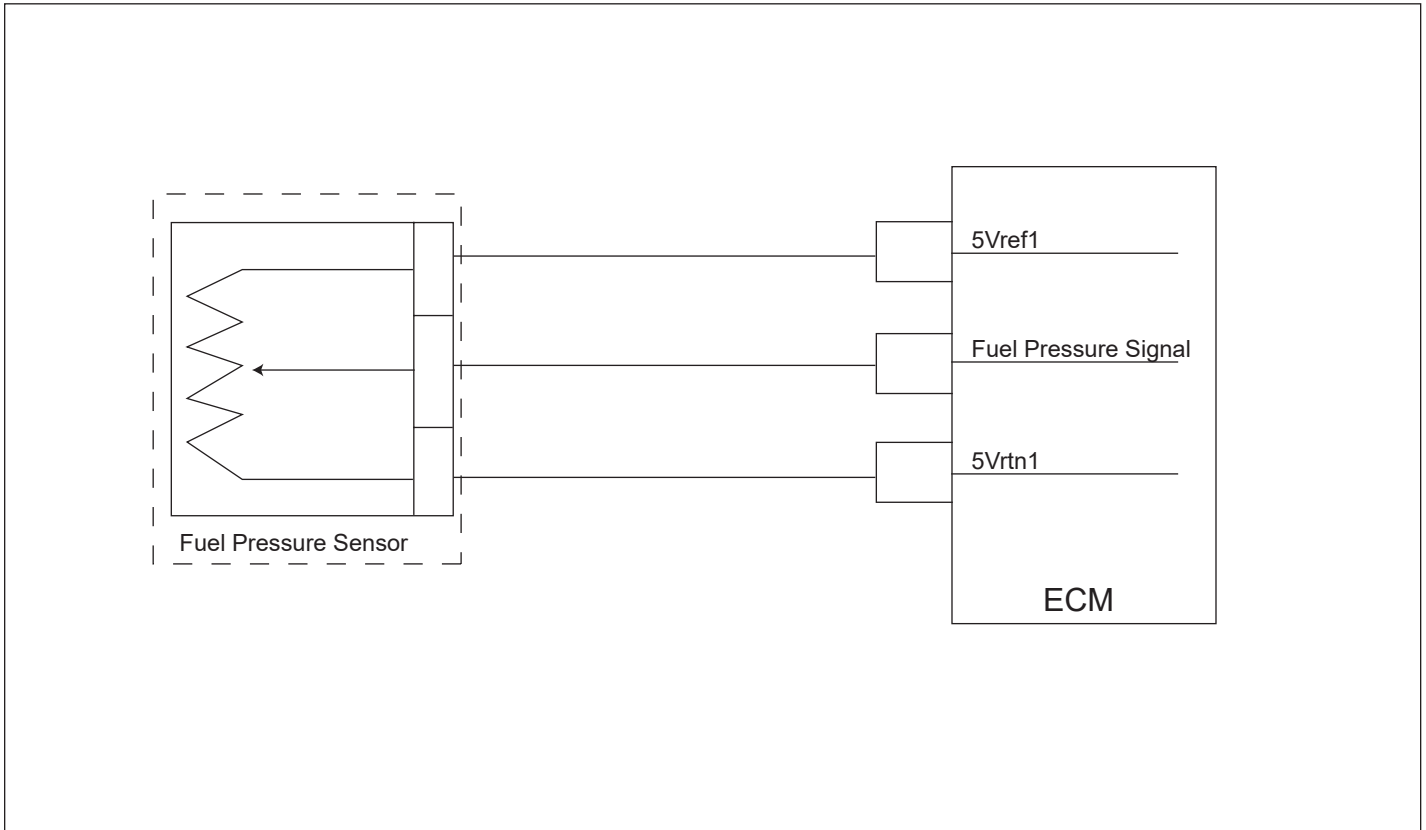 5Vref1
Fuel Pressure Signal
5Vrtn1
Fuel Pressure Sensor
ECM